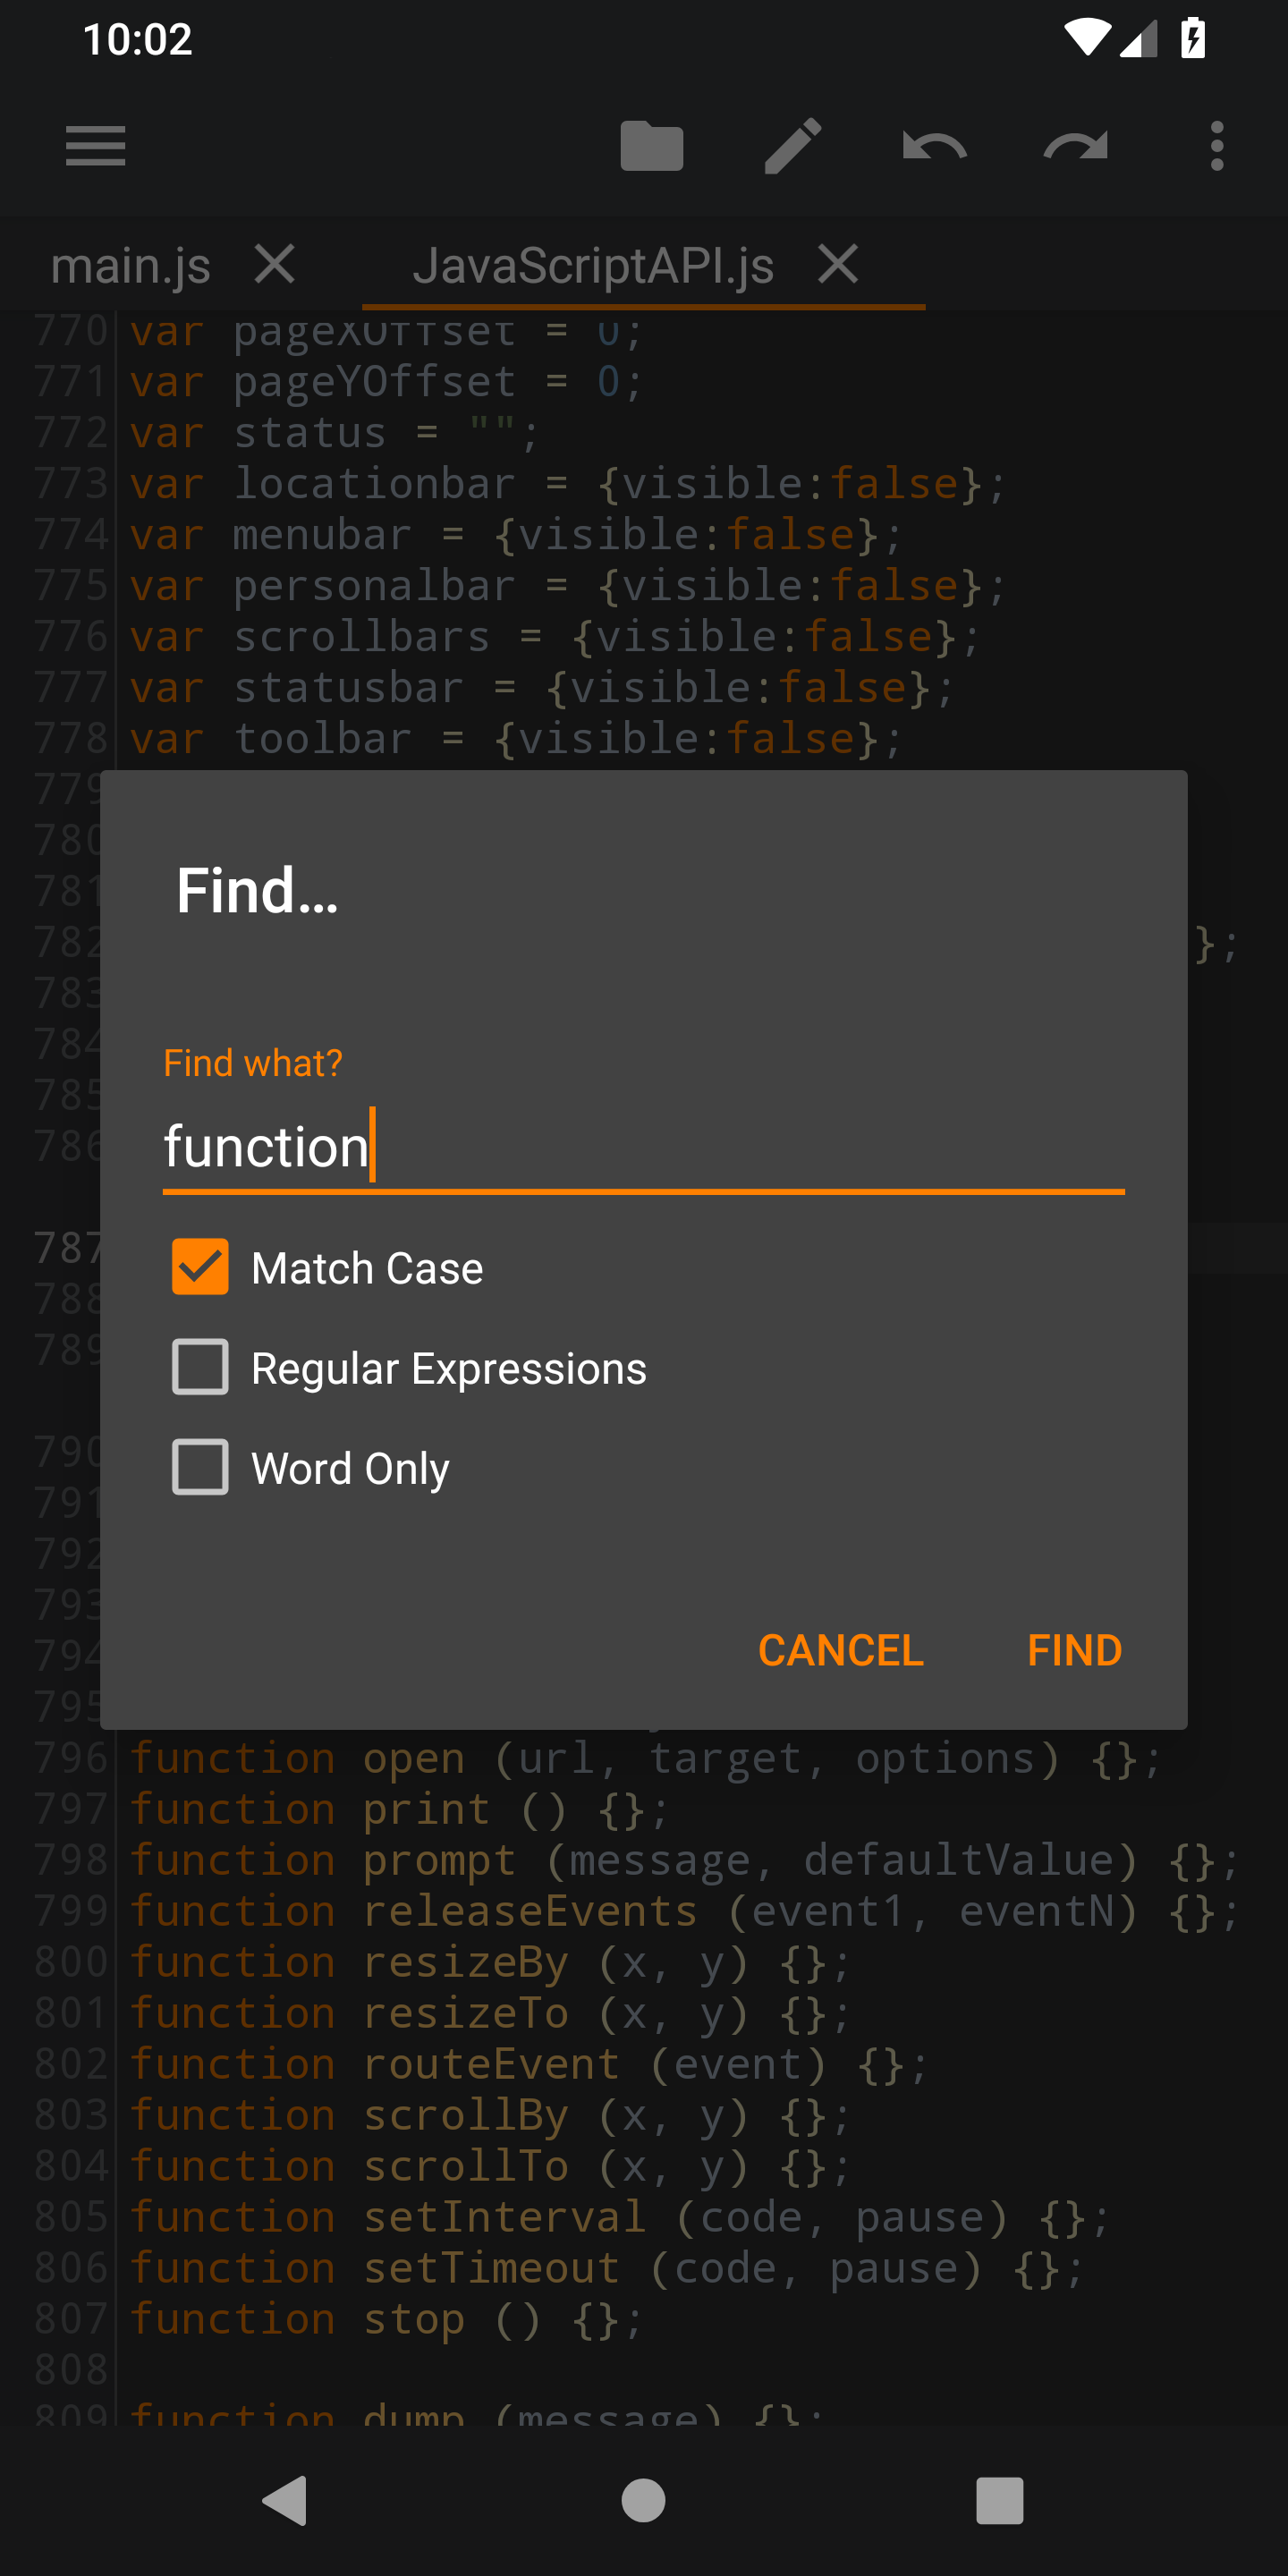 10:02
main.js JavaScriptAPI.js
770 var pageXOffset = 0;
771 var pageYOffset = 0;
772 var status = "";
773 var locationbar = {visible:false};
774 var menubar = {visible:false};
775 var personalbar = {visible:false};
776 var scrollbars = {visible:false};
777 var statusbar = {visible:false};
778 var toolbar = {visible:false};
779
780
781
782 };
783
784
785
786
787
788
789
790
791
792
793
794
795
Find…
Find what?
function
Match Case
Regular Expressions
Word Only
CANCEL FIND
796 function open (url, target, options) {};
797 function print () {};
798 function prompt (message, defaultValue) {};
799 function releaseEvents (event1, eventN) {};
800 function resizeBy (x, y) {};
801 function resizeTo (x, y) {};
802 function routeEvent (event) {};
803 function scrollBy (x, y) {};
804 function scrollTo (x, y) {};
805 function setInterval (code, pause) {};
806 function setTimeout (code, pause) {};
807 function stop () {};
808
809 function dump (message) {};